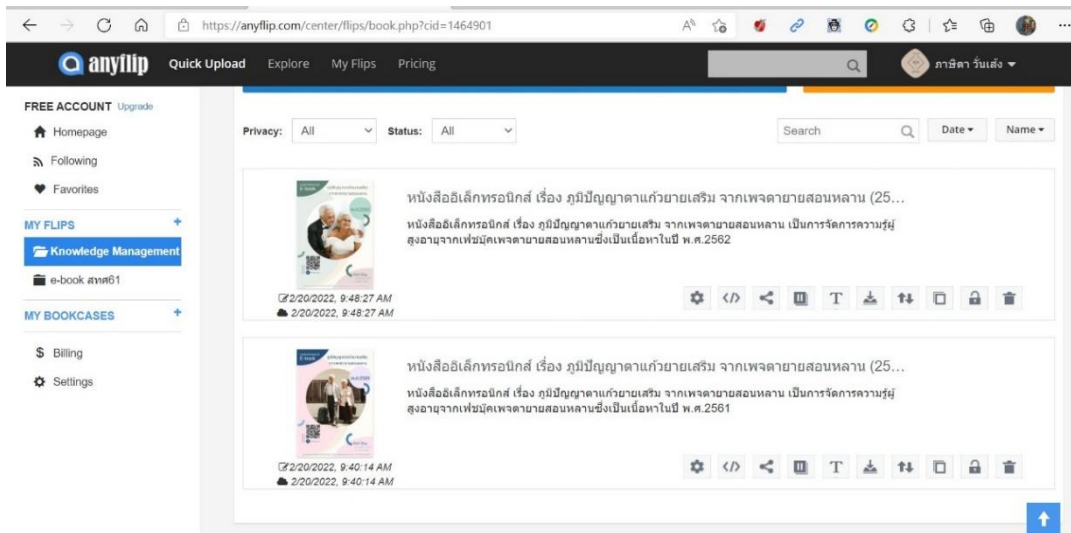 https://anyflip.com/center/flips/book.php?cid=1464901
anyflip Quick Upload Explore My Flips Pricing ภาษิตา วันเส้ง
FREE ACCOUNT Upgrade
Homepage
Following
Favorites
MY FLIPS +
Knowledge Management
e-book สทศ61
MY BOOKCASES +
$ Billing
Settings
Privacy: All Status: All Search Date Name
หนังสืออิเล็กทรอนิกส์ เรื่อง ภูมิปัญญาตาแก้วยายเสริม จากเพจตายายสอนหลาน (25...
หนังสืออิเล็กทรอนิกส์ เรื่อง ภูมิปัญญาตาแก้วยายเสริม จากเพจตายายสอนหลาน เป็นการจัดการความรู้ผู้
สูงอายุจากเฟซบุ๊คเพจตายายสอนหลานซึ่งเป็นเนื้อหาในปี พ.ศ.2562
2/20/2022, 9:48:27 AM
2/20/2022, 9:48:27 AM
หนังสืออิเล็กทรอนิกส์ เรื่อง ภูมิปัญญาตาแก้วยายเสริม จากเพจตายายสอนหลาน (25...
หนังสืออิเล็กทรอนิกส์ เรื่อง ภูมิปัญญาตาแก้วยายเสริม จากเพจตายายสอนหลาน เป็นการจัดการความรู้ผู้
สูงอายุจากเฟซบุ๊คเพจตายายสอนหลานซึ่งเป็นเนื้อหาในปี พ.ศ.2561
2/20/2022, 9:40:14 AM
2/20/2022, 9:40:14 AM